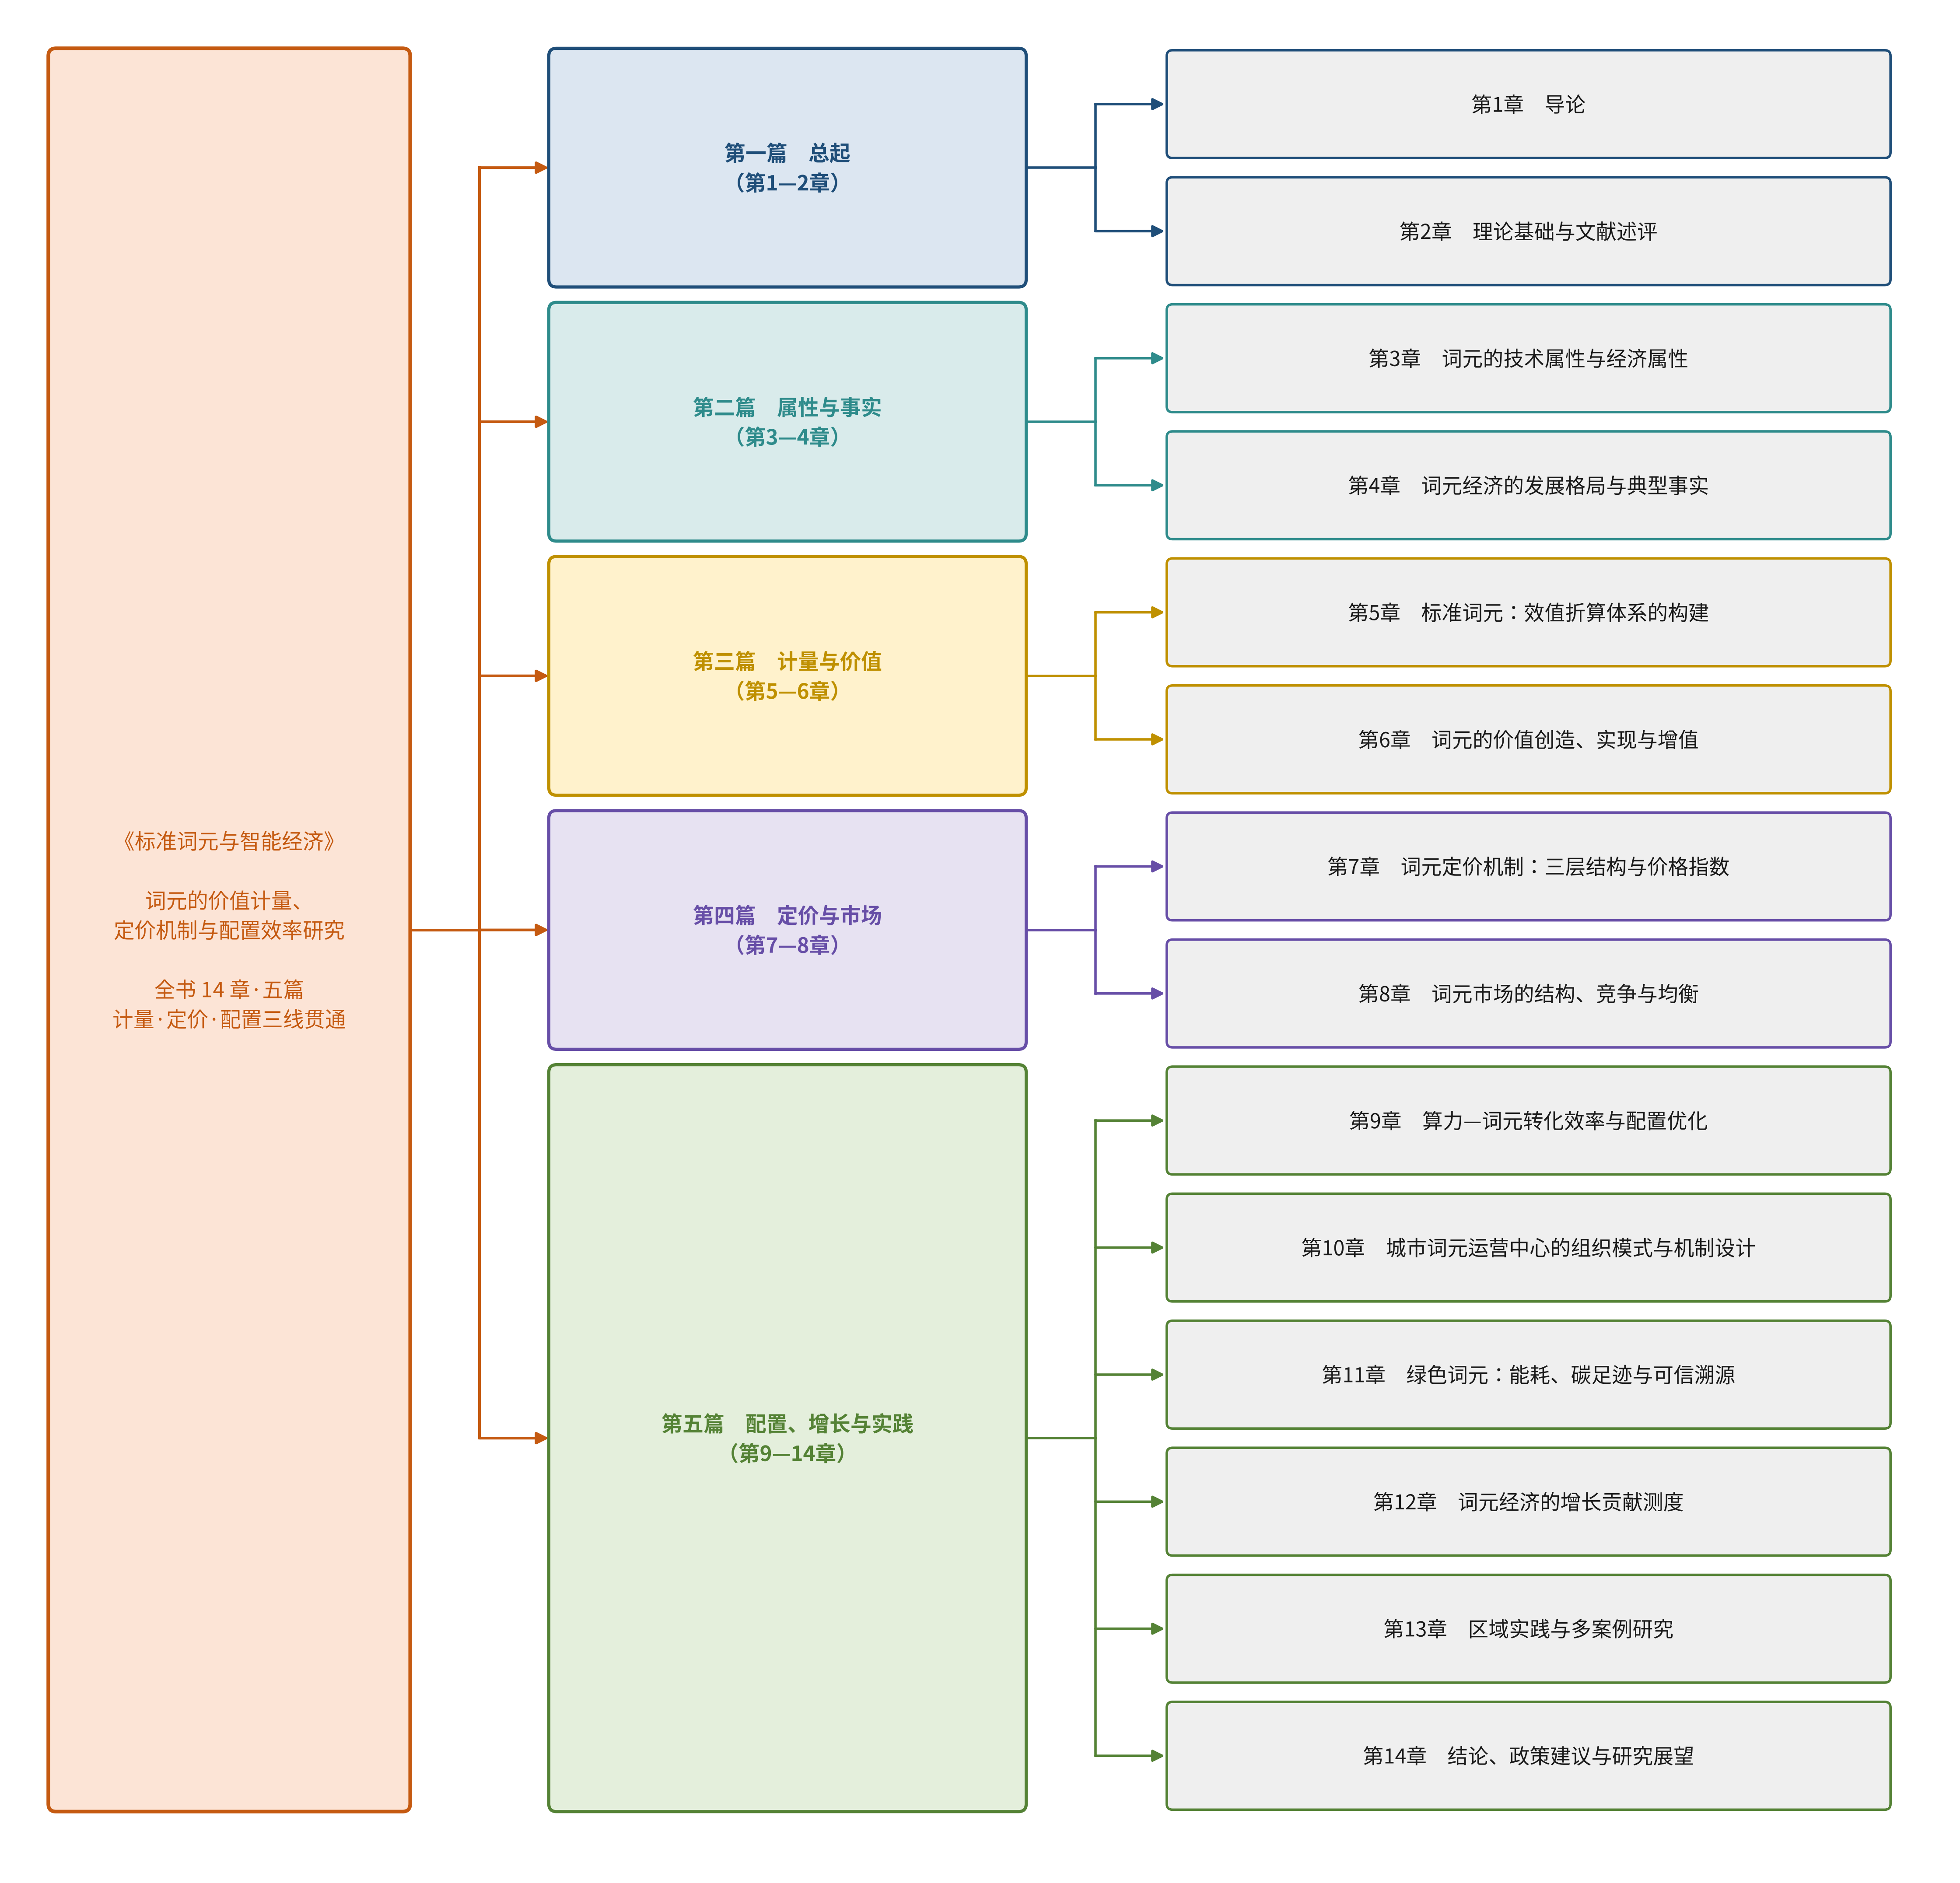 《标准词元与智能经济》
词元的价值计量、
定价机制与配置效率研究
全书 14 章·五篇
计量·定价·配置三线贯通
第一篇　总起
（第1—2章）
第1章　导论
第2章　理论基础与文献述评
第二篇　属性与事实
（第3—4章）
第3章　词元的技术属性与经济属性
第4章　词元经济的发展格局与典型事实
第三篇　计量与价值
（第5—6章）
第5章　标准词元：效值折算体系的构建
第6章　词元的价值创造、实现与增值
第四篇　定价与市场
（第7—8章）
第7章　词元定价机制：三层结构与价格指数
第8章　词元市场的结构、竞争与均衡
第五篇　配置、增长与实践
（第9—14章）
第9章　算力—词元转化效率与配置优化
第10章　城市词元运营中心的组织模式与机制设计
第11章　绿色词元：能耗、碳足迹与可信溯源
第12章　词元经济的增长贡献测度
第13章　区域实践与多案例研究
第14章　结论、政策建议与研究展望